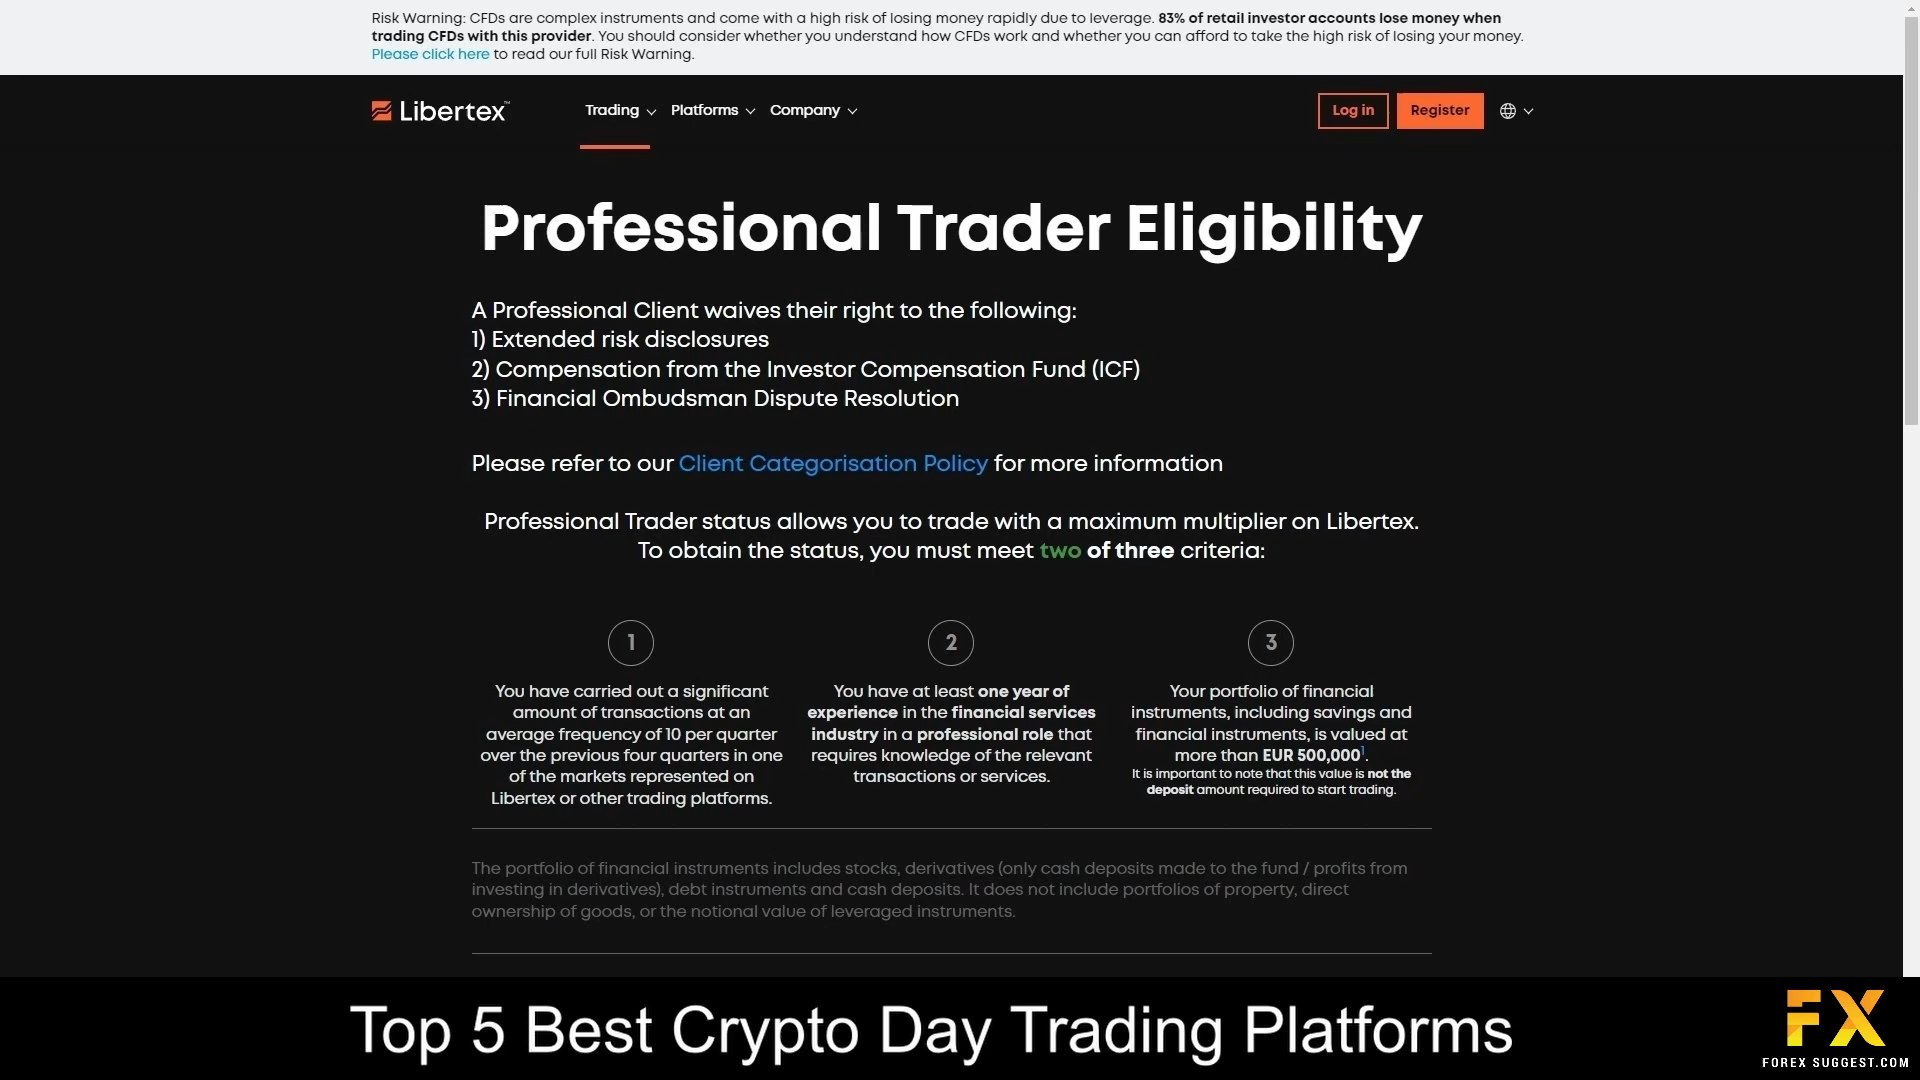 Risk Warning: CFDs are complex instruments and come with a high risk of losing money rapidly due to leverage. 83% of retail investor accounts lose money when
trading CFDs with this provider. You should consider whether you understand how CFDs work and whether you can afford to take the high risk of losing your money.
Please click here to read our full Risk Warning.
Libertex™
Trading
Platforms
Company
Log in
Register
Professional Trader Eligibility
A Professional Client waives their right to the following:
1) Extended risk disclosures
2) Compensation from the Investor Compensation Fund (ICF)
3) Financial Ombudsman Dispute Resolution
Please refer to our Client Categorisation Policy for more information
Professional Trader status allows you to trade with a maximum multiplier on Libertex.
To obtain the status, you must meet two of three criteria:
1
You have carried out a significant
amount of transactions at an
average frequency of 10 per quarter
over the previous four quarters in one
of the markets represented on
Libertex or other trading platforms.
2
You have at least one year of
experience in the financial services
industry in a professional role that
requires knowledge of the relevant
transactions or services.
3
Your portfolio of financial
instruments, including savings and
financial instruments, is valued at
more than EUR 500,000¹.
It is important to note that this value is not the
deposit amount required to start trading.
The portfolio of financial instruments includes stocks, derivatives (only cash deposits made to the fund / profits from
investing in derivatives), debt instruments and cash deposits. It does not include portfolios of property, direct
ownership of goods, or the notional value of leveraged instruments.
Top 5 Best Crypto Day Trading Platforms
FX
FOREX SUGGEST.COM